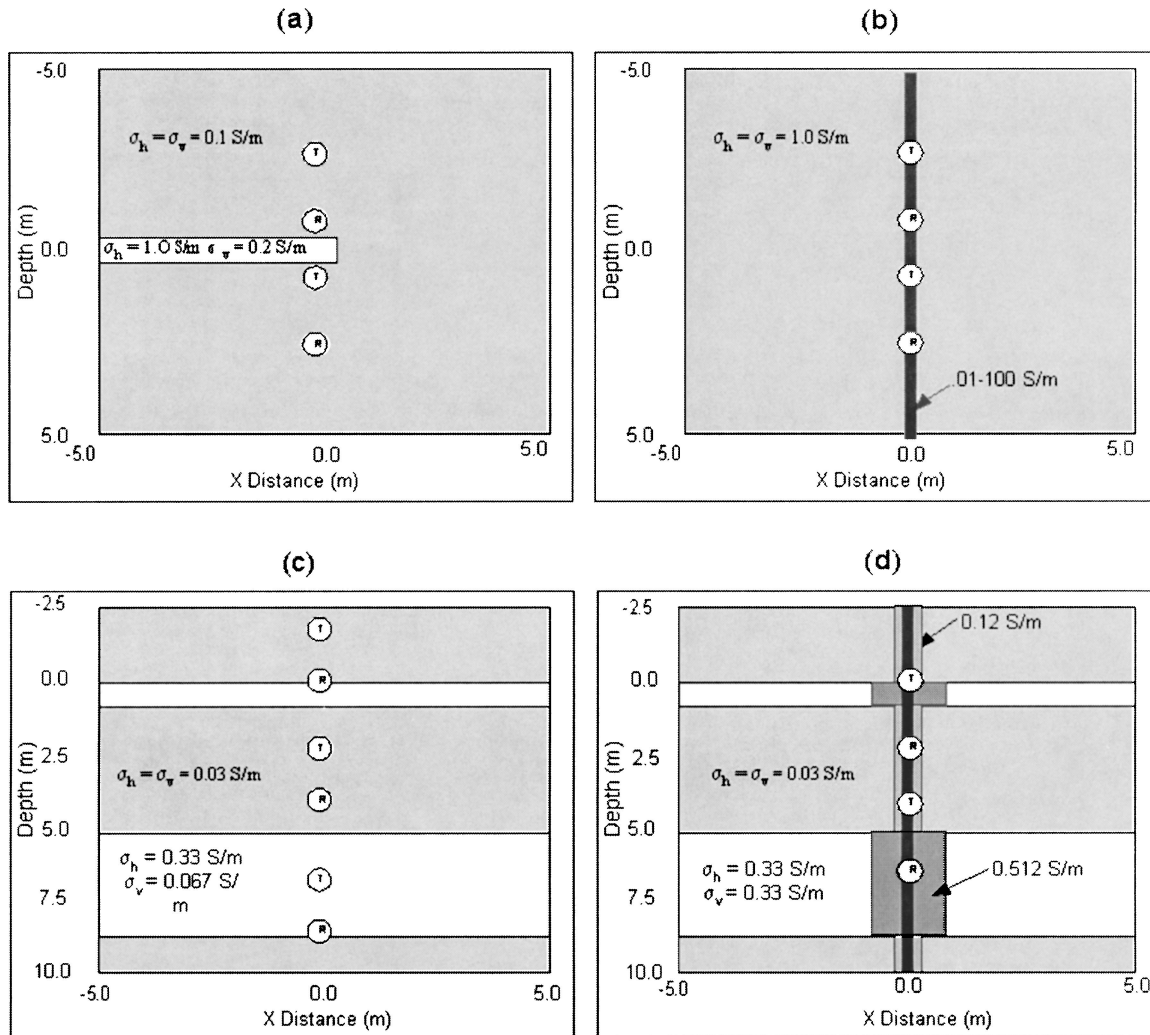 (a)
-5.0
σh = σv = 0.1 S/m
T
R
Depth (m)
0.0
σh = 1.0 S/m σv = 0.2 S/m
T
R
5.0
-5.0
0.0
5.0
X Distance (m)
(b)
-5.0
σh = σv = 1.0 S/m
T
R
Depth (m)
0.0
T
R
.01-100 S/m
5.0
-5.0
0.0
5.0
X Distance (m)
(c)
-2.5
T
0.0
R
Depth (m)
2.5
T
σh = σv = 0.03 S/m
R
5.0
σh = 0.33 S/m
σv = 0.067 S/
m
T
7.5
R
10.0
-5.0
0.0
5.0
X Distance (m)
(d)
-2.5
0.12 S/m
0.0
T
Depth (m)
2.5
R
σh = σv = 0.03 S/m
T
5.0
σh = 0.33 S/m
σv = 0.33 S/m
R
0.512 S/m
7.5
10.0
-5.0
0.0
5.0
X Distance (m)